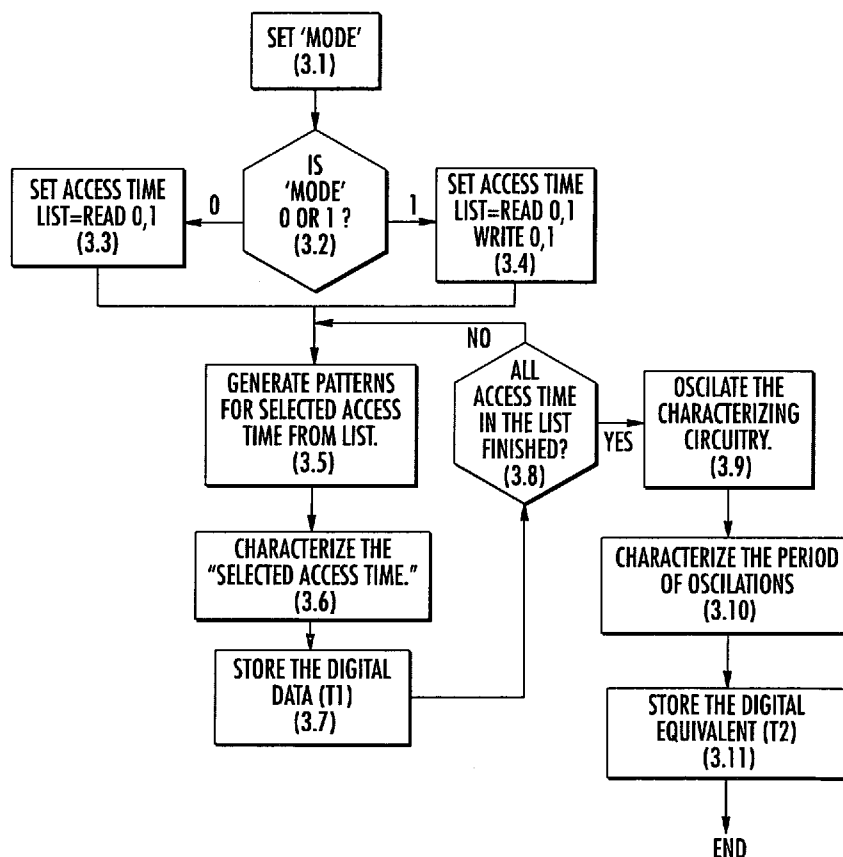 SET 'MODE'
(3.1)
IS
'MODE'
0 OR 1 ?
(3.2)
0
1
SET ACCESS TIME
LIST=READ 0,1
(3.3)
SET ACCESS TIME
LIST=READ 0,1
WRITE 0,1
(3.4)
NO
GENERATE PATTERNS
FOR SELECTED ACCESS
TIME FROM LIST.
(3.5)
CHARACTERIZE THE
"SELECTED ACCESS TIME."
(3.6)
STORE THE DIGITAL
DATA (T1)
(3.7)
ALL
ACCESS TIME
IN THE LIST
FINISHED?
(3.8)
YES
OSCILATE THE
CHARACTERIZING
CIRCUITRY.
(3.9)
CHARACTERIZE THE PERIOD
OF OSCILATIONS
(3.10)
STORE THE DIGITAL
EQUIVALENT (T2)
(3.11)
END